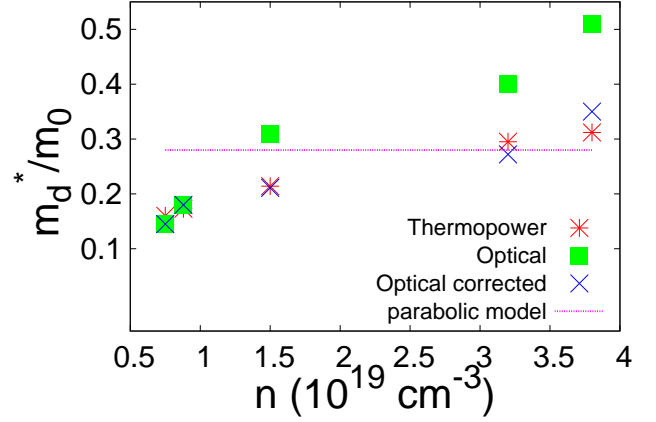 0.5
0.4
0.3
0.2
0.1
m_d^*/m_0
Thermopower
Optical
Optical corrected
parabolic model
0.5 1 1.5 2 2.5 3 3.5 4
n (10^19 cm^-3)